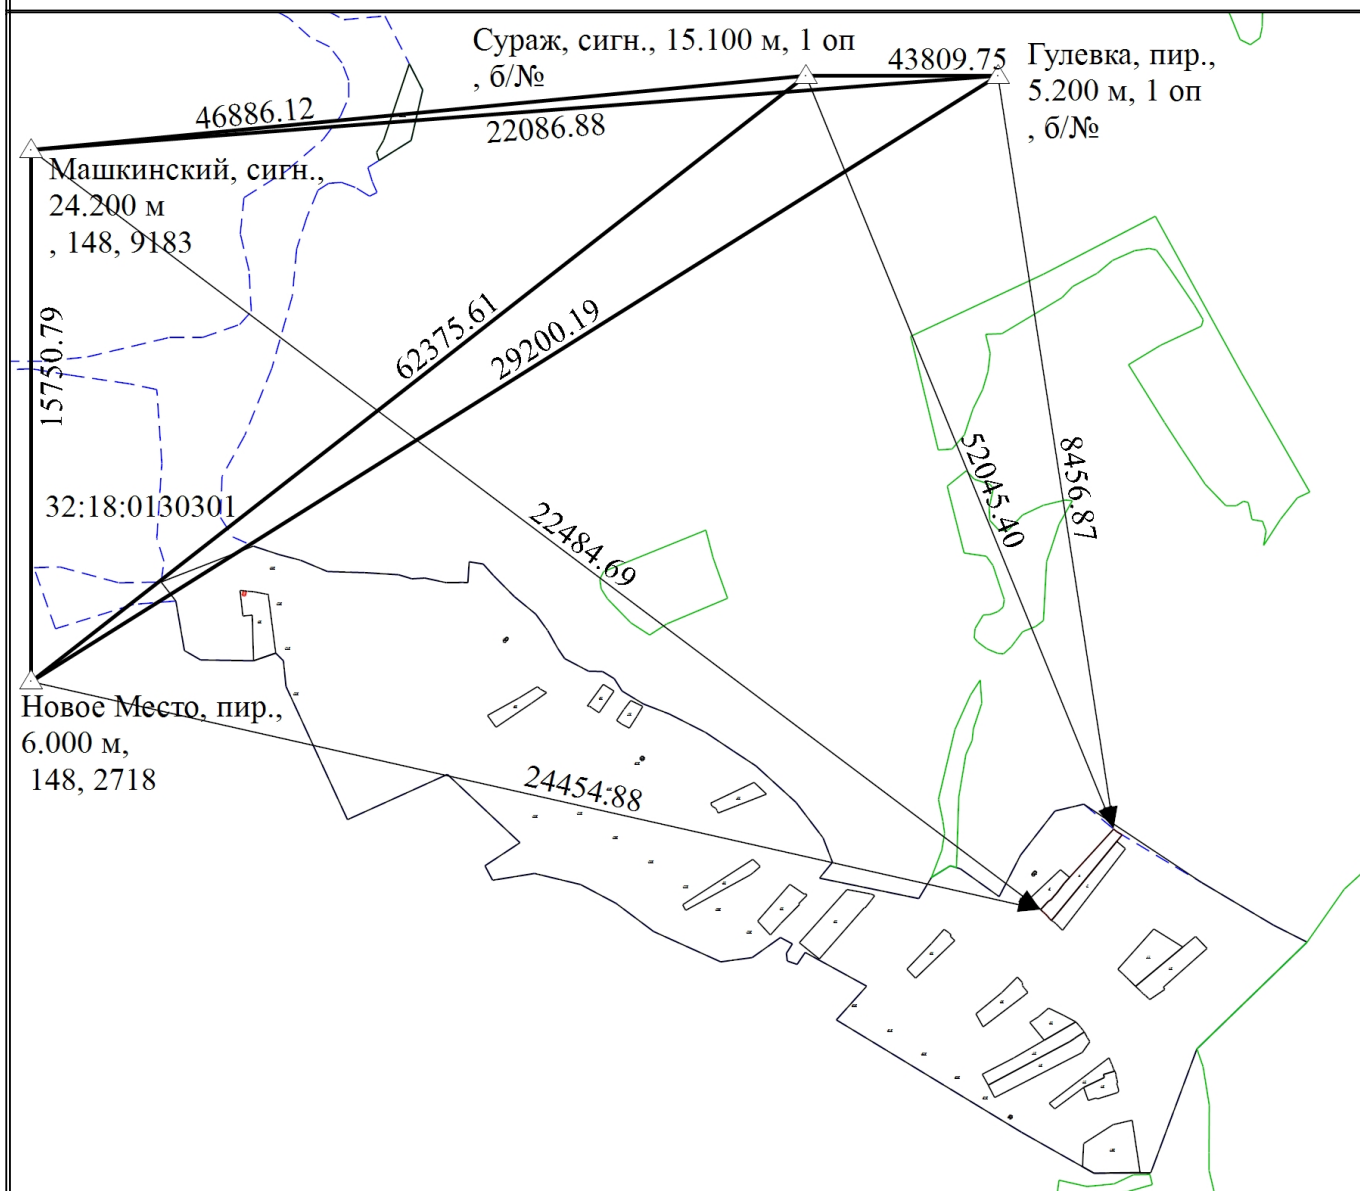 Сураж, сигн., 15.100 м, 1 оп
, б/№
43809.75
Гулевка, пир.,
5.200 м, 1 оп
, б/№
46886.12
22086.88
Машкинский, сигн.,
24.200 м
, 148, 9183
15750.79
62375.61
29200.19
52045.40
8456.87
32:18:0130301
22484.69
Новое Место, пир.,
6.000 м,
148, 2718
24454.88